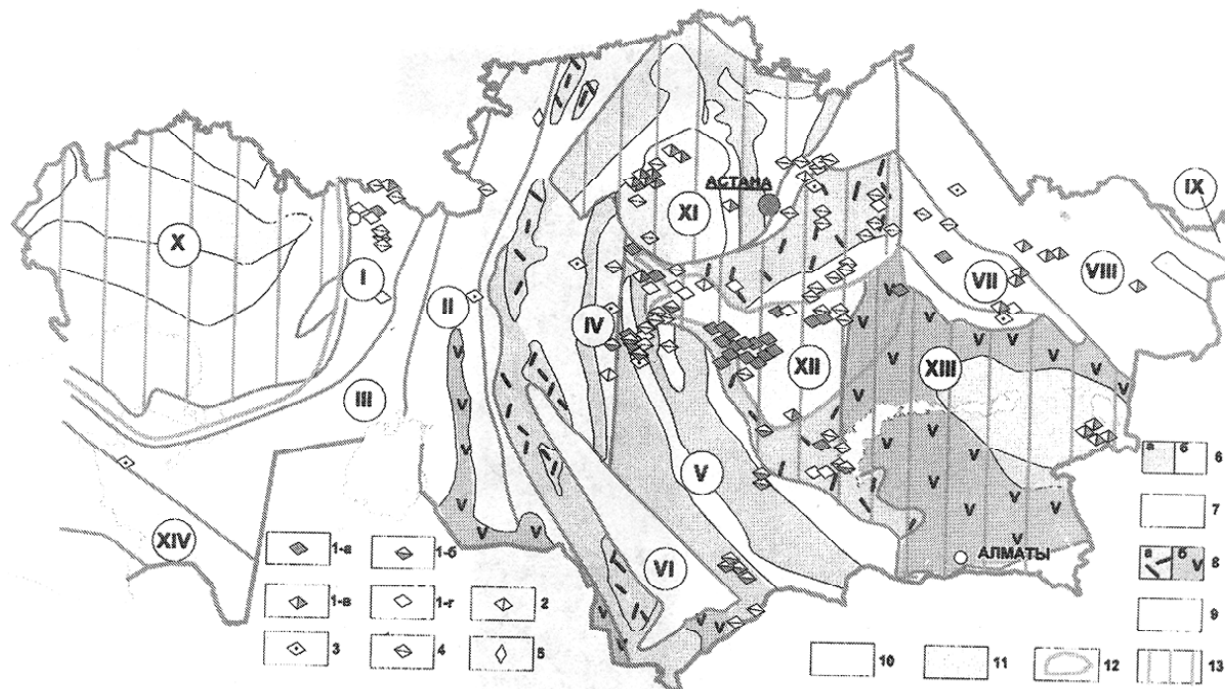 IX
АСТАНА
XI
X
I
VII
VIII
II
IV
XII
XIII
III
V
а б 6
7
XIV
1-а
1-б
АЛМАТЫ
а б
V 8
VI
1-в
1-г
2
9
3
4
5
10
11
12
13
V V V V V V V V V V V V V V V V V V V V V V V V V V V V V V